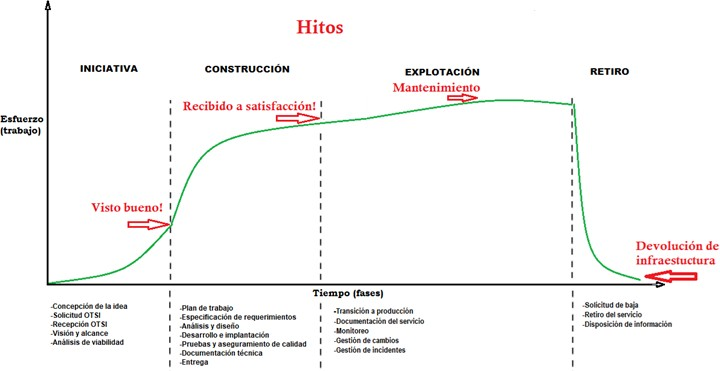 Hitos
INICIATIVA
CONSTRUCCIÓN
EXPLOTACIÓN
RETIRO
Mantenimiento
Recibido a satisfacción!
Esfuerzo
(trabajo)
Visto bueno!
Devolución de
infraestuctura
Tiempo (fases)
-Concepción de la idea
-Solicitud OTSI
-Recepción OTSI
-Visión y alcance
-Análisis de viabilidad
-Plan de trabajo
-Especificación de requerimientos
-Análisis y diseño
-Desarrollo e implantación
-Pruebas y aseguramiento de calidad
-Documentación técnica
-Entrega
-Transición a producción
-Documentación del servicio
-Monitoreo
-Gestión de cambios
-Gestión de incidentes
-Solicitud de baja
-Retiro del servicio
-Disposición de información